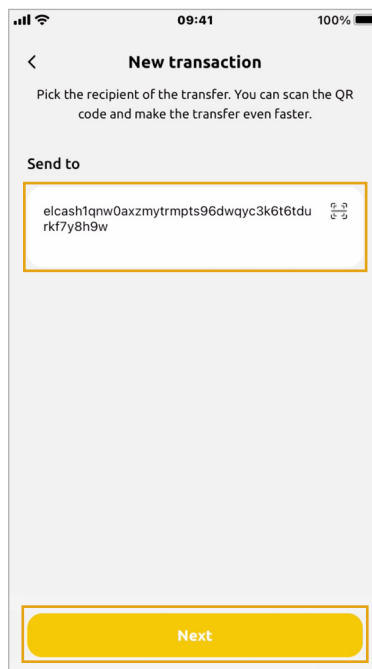 09:41
100%
New transaction
Pick the recipient of the transfer. You can scan the QR
code and make the transfer even faster.
Send to
elcash1qnw0axzmytrmpts96dwqyc3k6t6tdu
rkf7y8h9w
Next